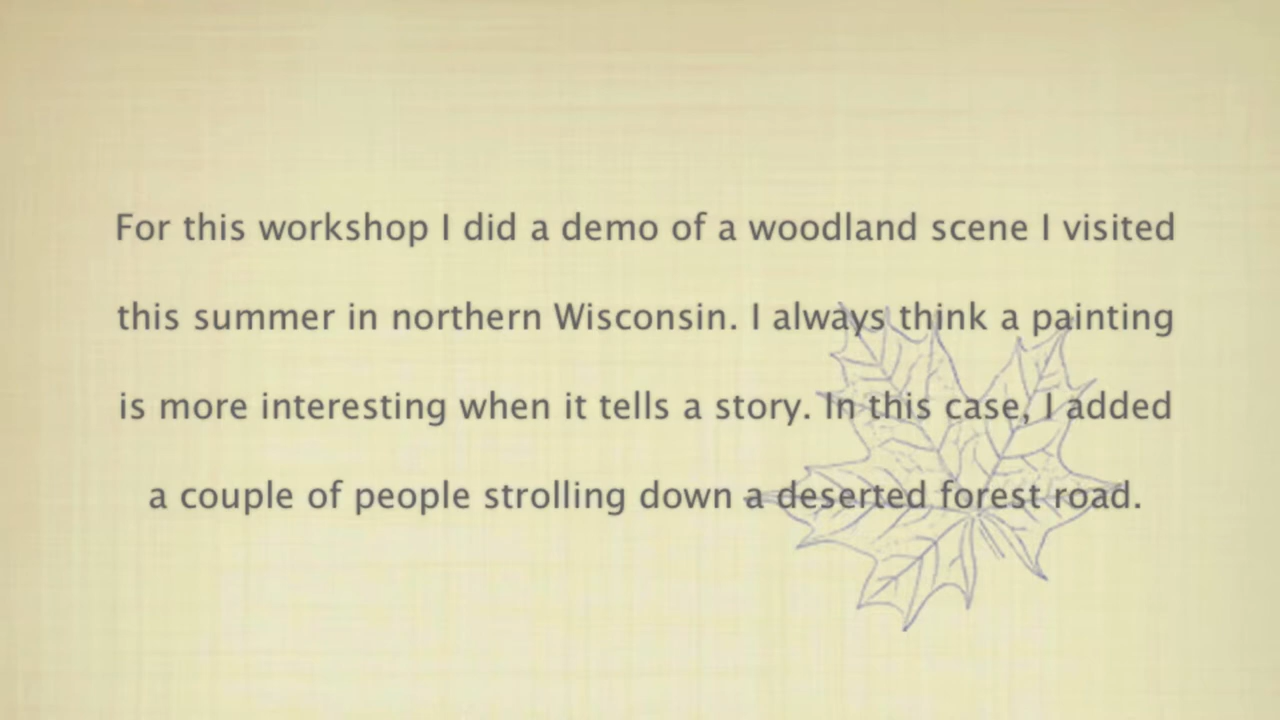 For this workshop I did a demo of a woodland scene I visited
this summer in northern Wisconsin. I always think a painting
is more interesting when it tells a story. In this case, I added
a couple of people strolling down a deserted forest road.